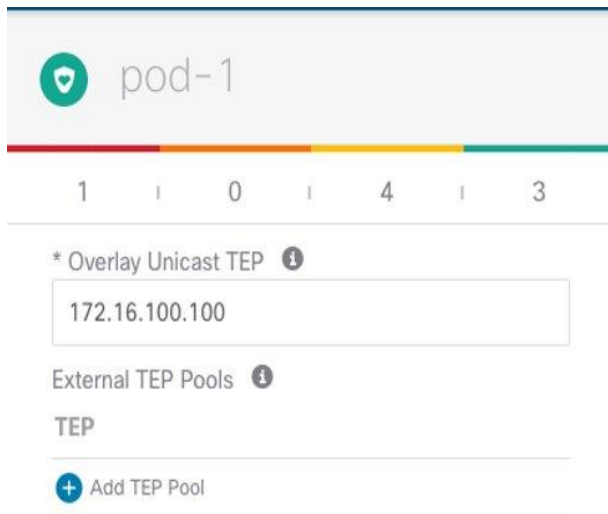 pod-1
1 0 4 3
* Overlay Unicast TEP
172.16.100.100
External TEP Pools
TEP
Add TEP Pool